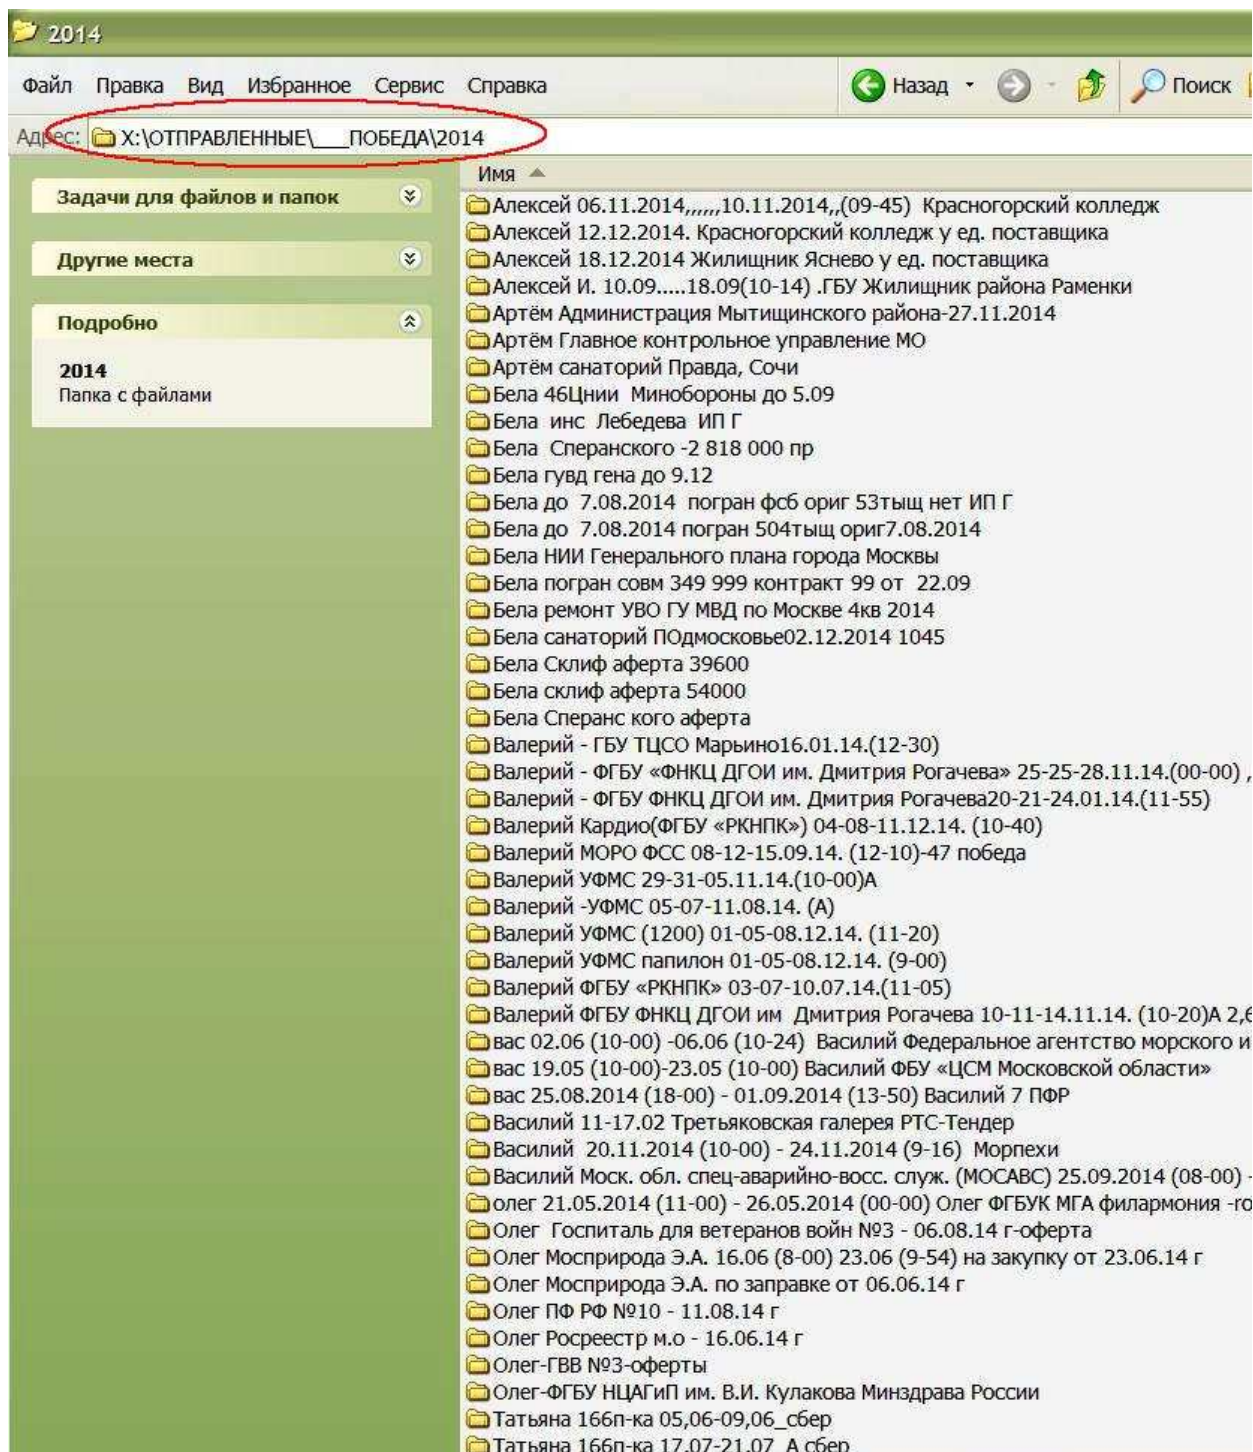 2014
Файл Правка Вид Избранное Сервис Справка Назад Поиск
Адрес: X:\ОТПРАВЛЕННЫЕ\___ПОБЕДА\2014
Имя
Задачи для файлов и папок
Другие места
Подробно
2014
Папка с файлами
Алексей 06.11.2014,,,,,,10.11.2014,,(09-45) Красногорский колледж
Алексей 12.12.2014. Красногорский колледж у ед. поставщика
Алексей 18.12.2014 Жилищник Яснево у ед. поставщика
Алексей И. 10.09.....18.09(10-14) .ГБУ Жилищник района Раменки
Артём Администрация Мытищинского района-27.11.2014
Артём Главное контрольное управление МО
Артём санаторий Правда, Сочи
Бела 46Цнии Минобороны до 5.09
Бела инс Лебедева ИП Г
Бела Сперанского -2 818 000 пр
Бела гувд гена до 9.12
Бела до 7.08.2014 погран фсб ориг 53тыщ нет ИП Г
Бела до 7.08.2014 погран 504тыщ ориг7.08.2014
Бела НИИ Генерального плана города Москвы
Бела погран совм 349 999 контракт 99 от 22.09
Бела ремонт УВО ГУ МВД по Москве 4кв 2014
Бела санаторий ПОдмосковье02.12.2014 1045
Бела Склиф аферта 39600
Бела склиф аферта 54000
Бела Сперанс кого аферта
Валерий - ГБУ ТЦСО Марьино16.01.14.(12-30)
Валерий - ФГБУ «ФНКЦ ДГОИ им. Дмитрия Рогачева» 25-25-28.11.14.(00-00) ,
Валерий - ФГБУ ФНКЦ ДГОИ им. Дмитрия Рогачева20-21-24.01.14.(11-55)
Валерий Кардио(ФГБУ «РКНПК») 04-08-11.12.14. (10-40)
Валерий МОРО ФСС 08-12-15.09.14. (12-10)-47 победа
Валерий УФМС 29-31-05.11.14.(10-00)А
Валерий -УФМС 05-07-11.08.14. (А)
Валерий УФМС (1200) 01-05-08.12.14. (11-20)
Валерий УФМС папилон 01-05-08.12.14. (9-00)
Валерий ФГБУ «РКНПК» 03-07-10.07.14.(11-05)
Валерий ФГБУ ФНКЦ ДГОИ им Дмитрия Рогачева 10-11-14.11.14. (10-20)А 2,6
вас 02.06 (10-00) -06.06 (10-24) Василий Федеральное агентство морского и
вас 19.05 (10-00)-23.05 (10-00) Василий ФБУ «ЦСМ Московской области»
вас 25.08.2014 (18-00) - 01.09.2014 (13-50) Василий 7 ПФР
Василий 11-17.02 Третьяковская галерея РТС-Тендер
Василий 20.11.2014 (10-00) - 24.11.2014 (9-16) Морпехи
Василий Моск. обл. спец-аварийно-восс. служ. (МОСАВС) 25.09.2014 (08-00) -
олег 21.05.2014 (11-00) - 26.05.2014 (00-00) Олег ФГБУК МГА филармония -го
Олег Госпиталь для ветеранов войн №3 - 06.08.14 г-оферта
Олег Мосприрода Э.А. 16.06 (8-00) 23.06 (9-54) на закупку от 23.06.14 г
Олег Мосприрода Э.А. по заправке от 06.06.14 г
Олег ПФ РФ №10 - 11.08.14 г
Олег Росреестр м.о - 16.06.14 г
Олег-ГВВ №3-оферты
Олег-ФГБУ НЦАГиП им. В.И. Кулакова Минздрава России
Татьяна 166п-ка 05,06-09,06_сбер
Татьяна 166п-ка 17.07-21.07_А сбер